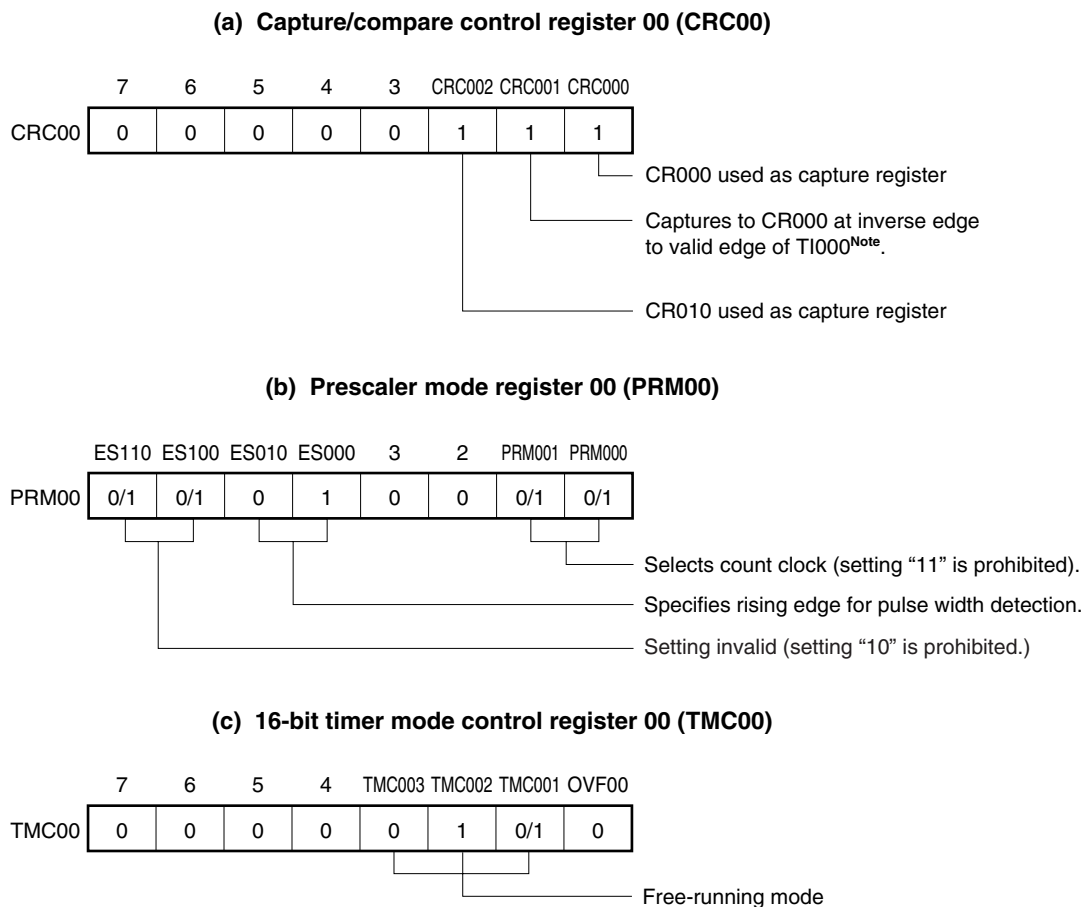 (a) Capture/compare control register 00 (CRC00)
7 6 5 4 3 CRC002 CRC001 CRC000
CRC00 0 0 0 0 0 1 1 1
CR000 used as capture register
Captures to CR000 at inverse edge
to valid edge of TI000Note.
CR010 used as capture register
(b) Prescaler mode register 00 (PRM00)
ES110 ES100 ES010 ES000 3 2 PRM001 PRM000
PRM00 0/1 0/1 0 1 0 0 0/1 0/1
Selects count clock (setting “11” is prohibited).
Specifies rising edge for pulse width detection.
Setting invalid (setting “10” is prohibited.)
(c) 16-bit timer mode control register 00 (TMC00)
7 6 5 4 TMC003 TMC002 TMC001 OVF00
TMC00 0 0 0 0 0 1 0/1 0
Free-running mode